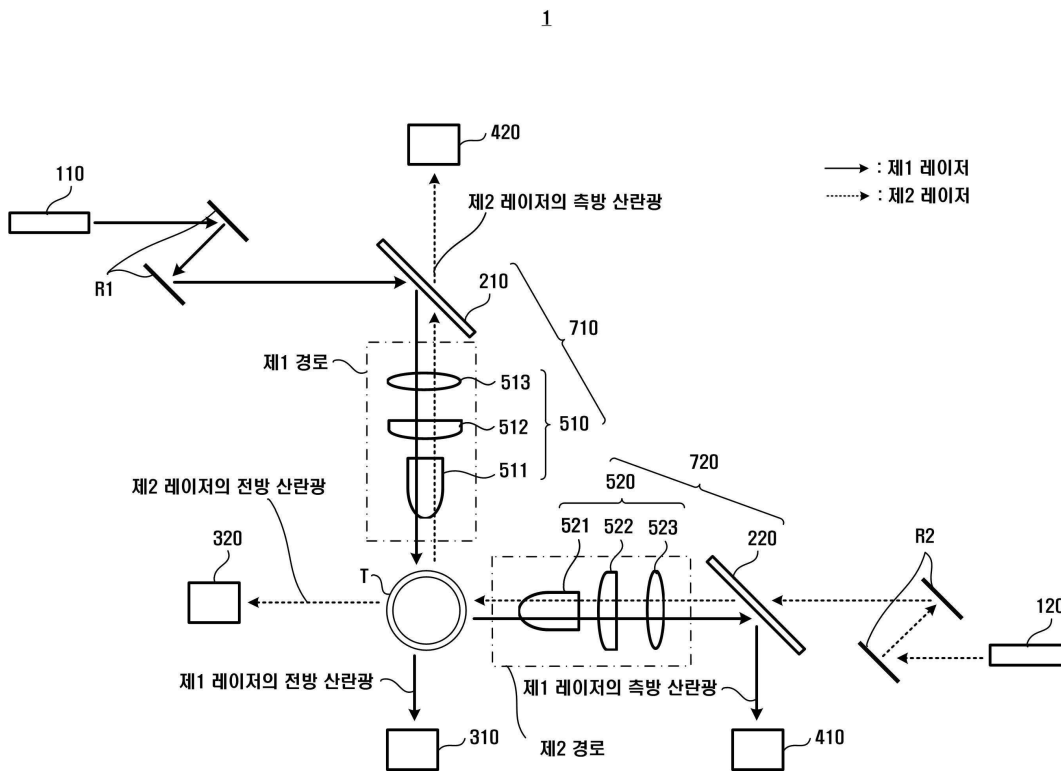 1
420
110
: 제1 레이저
제2 레이저의 측방 산란광
: 제2 레이저
R1
210
710
제1 경로
513
512
510
511
720
제2 레이저의 전방 산란광
520
320
521
522
523
220
R2
T
120
제1 레이저의 전방 산란광
제1 레이저의 측방 산란광
310
제2 경로
410